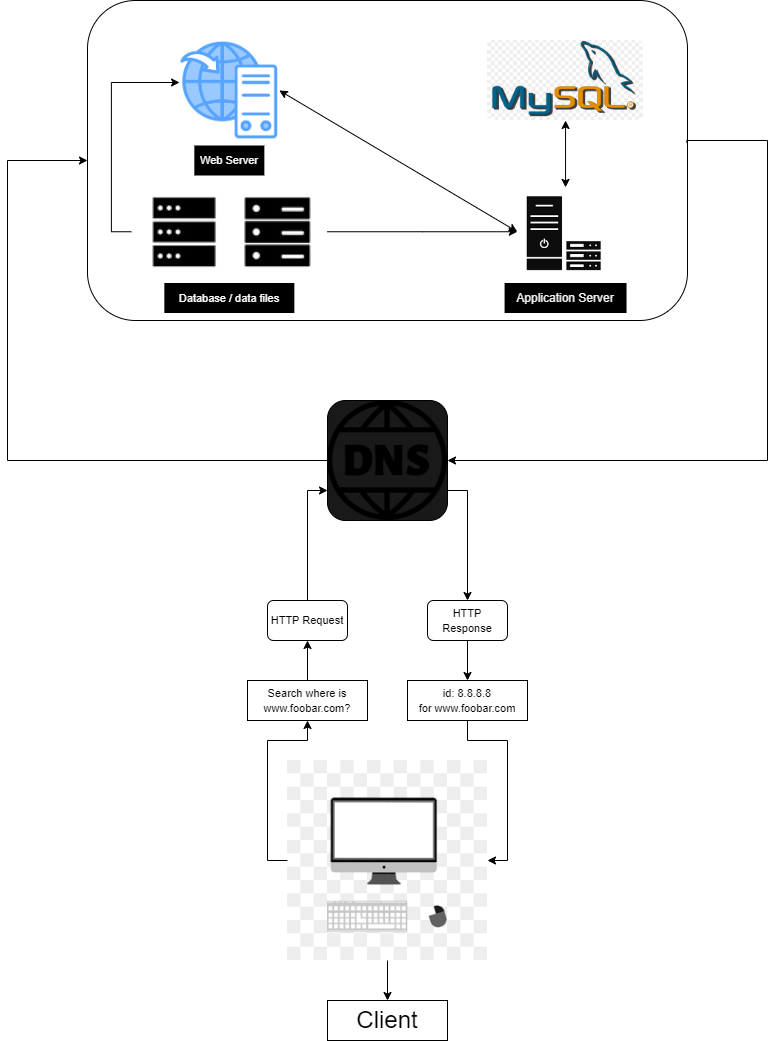 MySQL
Web Server
Database / data files
Application Server
DNS
HTTP Request
HTTP
Response
Search where is
www.foobar.com?
id: 8.8.8.8
for www.foobar.com
Client